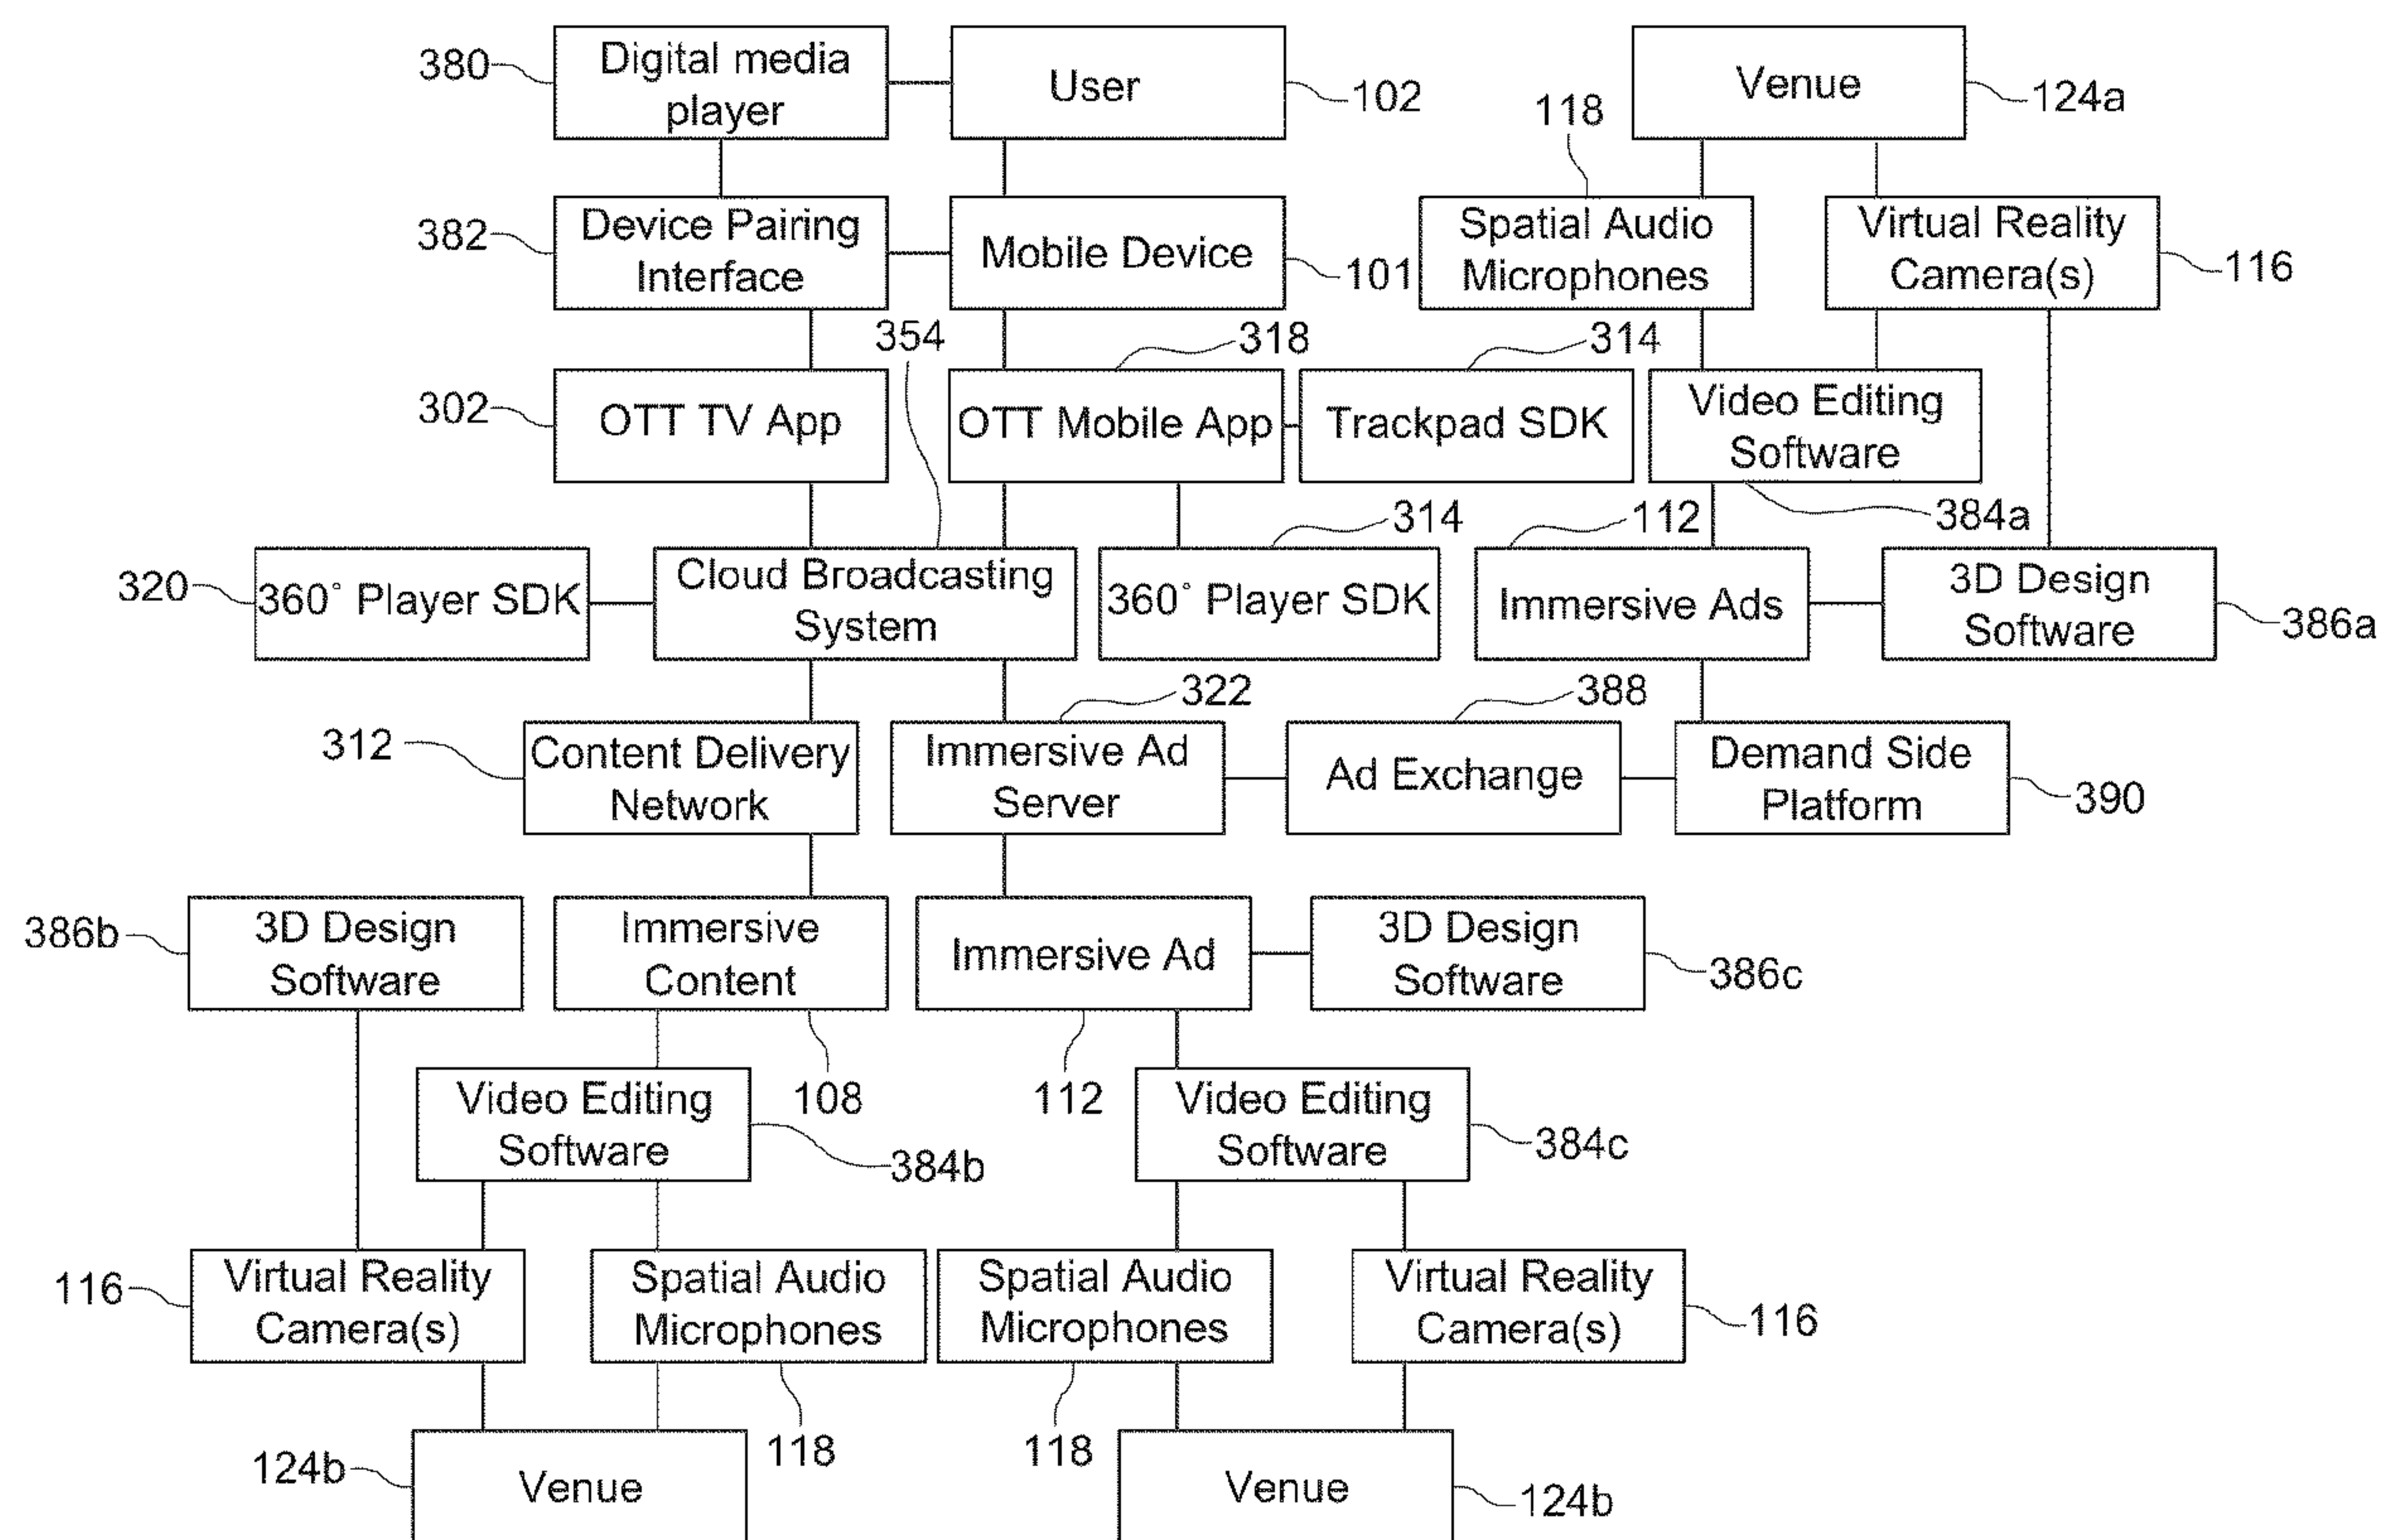 380
Digital media
player
User
102
Venue
124a
118
382
Device Pairing
Interface
Mobile Device
101
Spatial Audio
Microphones
Virtual Reality
Camera(s)
116
354
318
314
302
OTT TV App
OTT Mobile App
Trackpad SDK
Video Editing
Software
384a
314
112
320
360° Player SDK
Cloud Broadcasting
System
360° Player SDK
Immersive Ads
3D Design
Software
386a
322
388
312
Content Delivery
Network
Immersive Ad
Server
Ad Exchange
Demand Side
Platform
390
386b
3D Design
Software
Immersive
Content
Immersive Ad
3D Design
Software
386c
108
112
Video Editing
Software
384b
Video Editing
Software
384c
116
Virtual Reality
Camera(s)
Spatial Audio
Microphones
Spatial Audio
Microphones
Virtual Reality
Camera(s)
116
118
118
124b
Venue
Venue
124b